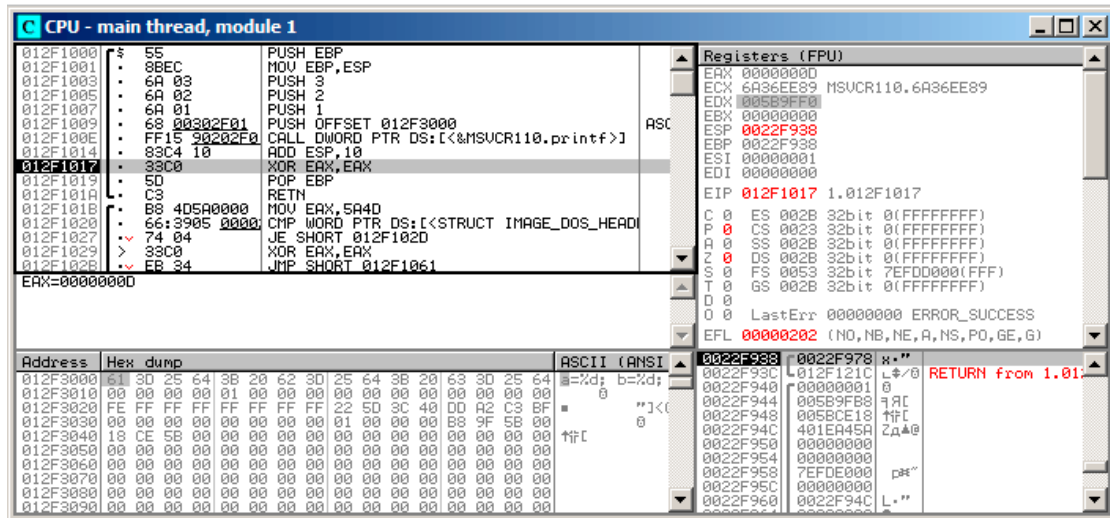 C CPU - main thread, module 1
012F1000 $ 55 PUSH EBP
012F1001 . 8BEC MOV EBP,ESP
012F1003 . 6A 03 PUSH 3
012F1005 . 6A 02 PUSH 2
012F1007 . 6A 01 PUSH 1
012F1009 . 68 00302F01 PUSH OFFSET 012F3000 ASC
012F100E . FF15 90202F0 CALL DWORD PTR DS:[<&MSVCR110.printf>]
012F1014 . 83C4 10 ADD ESP,10
012F1017 . 33C0 XOR EAX,EAX
012F1019 . 5D POP EBP
012F101A . C3 RETN
012F101B . B8 4D5A0000 MOV EAX,5A4D
012F1020 . 66:3905 0000 CMP WORD PTR DS:[<STRUCT IMAGE_DOS_HEAD
012F1027 . 74 04 JE SHORT 012F102D
012F1029 > 33C0 XOR EAX,EAX
012F102B . EB 34 JMP SHORT 012F1061
EAX=0000000D
Registers (FPU)
EAX 0000000D
ECX 6A36EE89 MSVCR110.6A36EE89
EDX 005B9FF0
EBX 00000000
ESP 0022F938
EBP 0022F938
ESI 00000001
EDI 00000000
EIP 012F1017 1.012F1017
C 0 ES 002B 32bit 0(FFFFFFFF)
P 0 CS 0023 32bit 0(FFFFFFFF)
A 0 SS 002B 32bit 0(FFFFFFFF)
Z 0 DS 002B 32bit 0(FFFFFFFF)
S 0 FS 0053 32bit 7EFDD000(FFF)
T 0 GS 002B 32bit 0(FFFFFFFF)
D 0
O 0 LastErr 00000000 ERROR_SUCCESS
EFL 00000202 (NO,NB,NE,A,NS,PO,GE,G)
Address Hex dump ASCII (ANSI
012F3000 61 3D 25 64 3B 20 62 3D 25 64 3B 20 63 3D 25 64 a=%d; b=%d;
012F3010 00 00 00 00 01 00 00 00 00 00 00 00 00 00 00 00
012F3020 FE FF FF FF FF FF FF FF 22 5D 3C 40 DD A2 C3 BF "]<
012F3030 00 00 00 00 00 00 00 00 01 00 00 00 B8 9F 5B 00
012F3040 18 CE 5B 00 00 00 00 00 00 00 00 00 00 00 00 00
012F3050 00 00 00 00 00 00 00 00 00 00 00 00 00 00 00 00
012F3060 00 00 00 00 00 00 00 00 00 00 00 00 00 00 00 00
012F3070 00 00 00 00 00 00 00 00 00 00 00 00 00 00 00 00
012F3080 00 00 00 00 00 00 00 00 00 00 00 00 00 00 00 00
012F3090 00 00 00 00 00 00 00 00 00 00 00 00 00 00 00 00
0022F938 0022F978 x•"
0022F93C 012F121C RETURN from 1.01
0022F940 00000001
0022F944 005B9FB8
0022F948 005BCE18
0022F94C 401EA45A
0022F950 00000000
0022F954 00000000
0022F958 7EFDE000
0022F95C 00000000
0022F960 0022F94C L•"